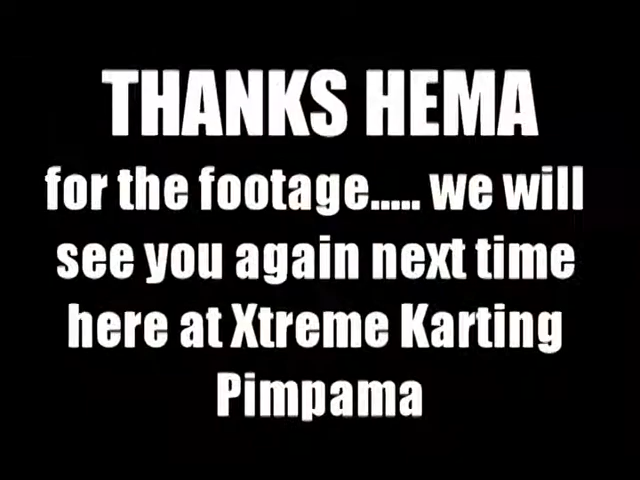 THANKS HEMA
for the footage..... we will
see you again next time
here at Xtreme Karting
Pimpama